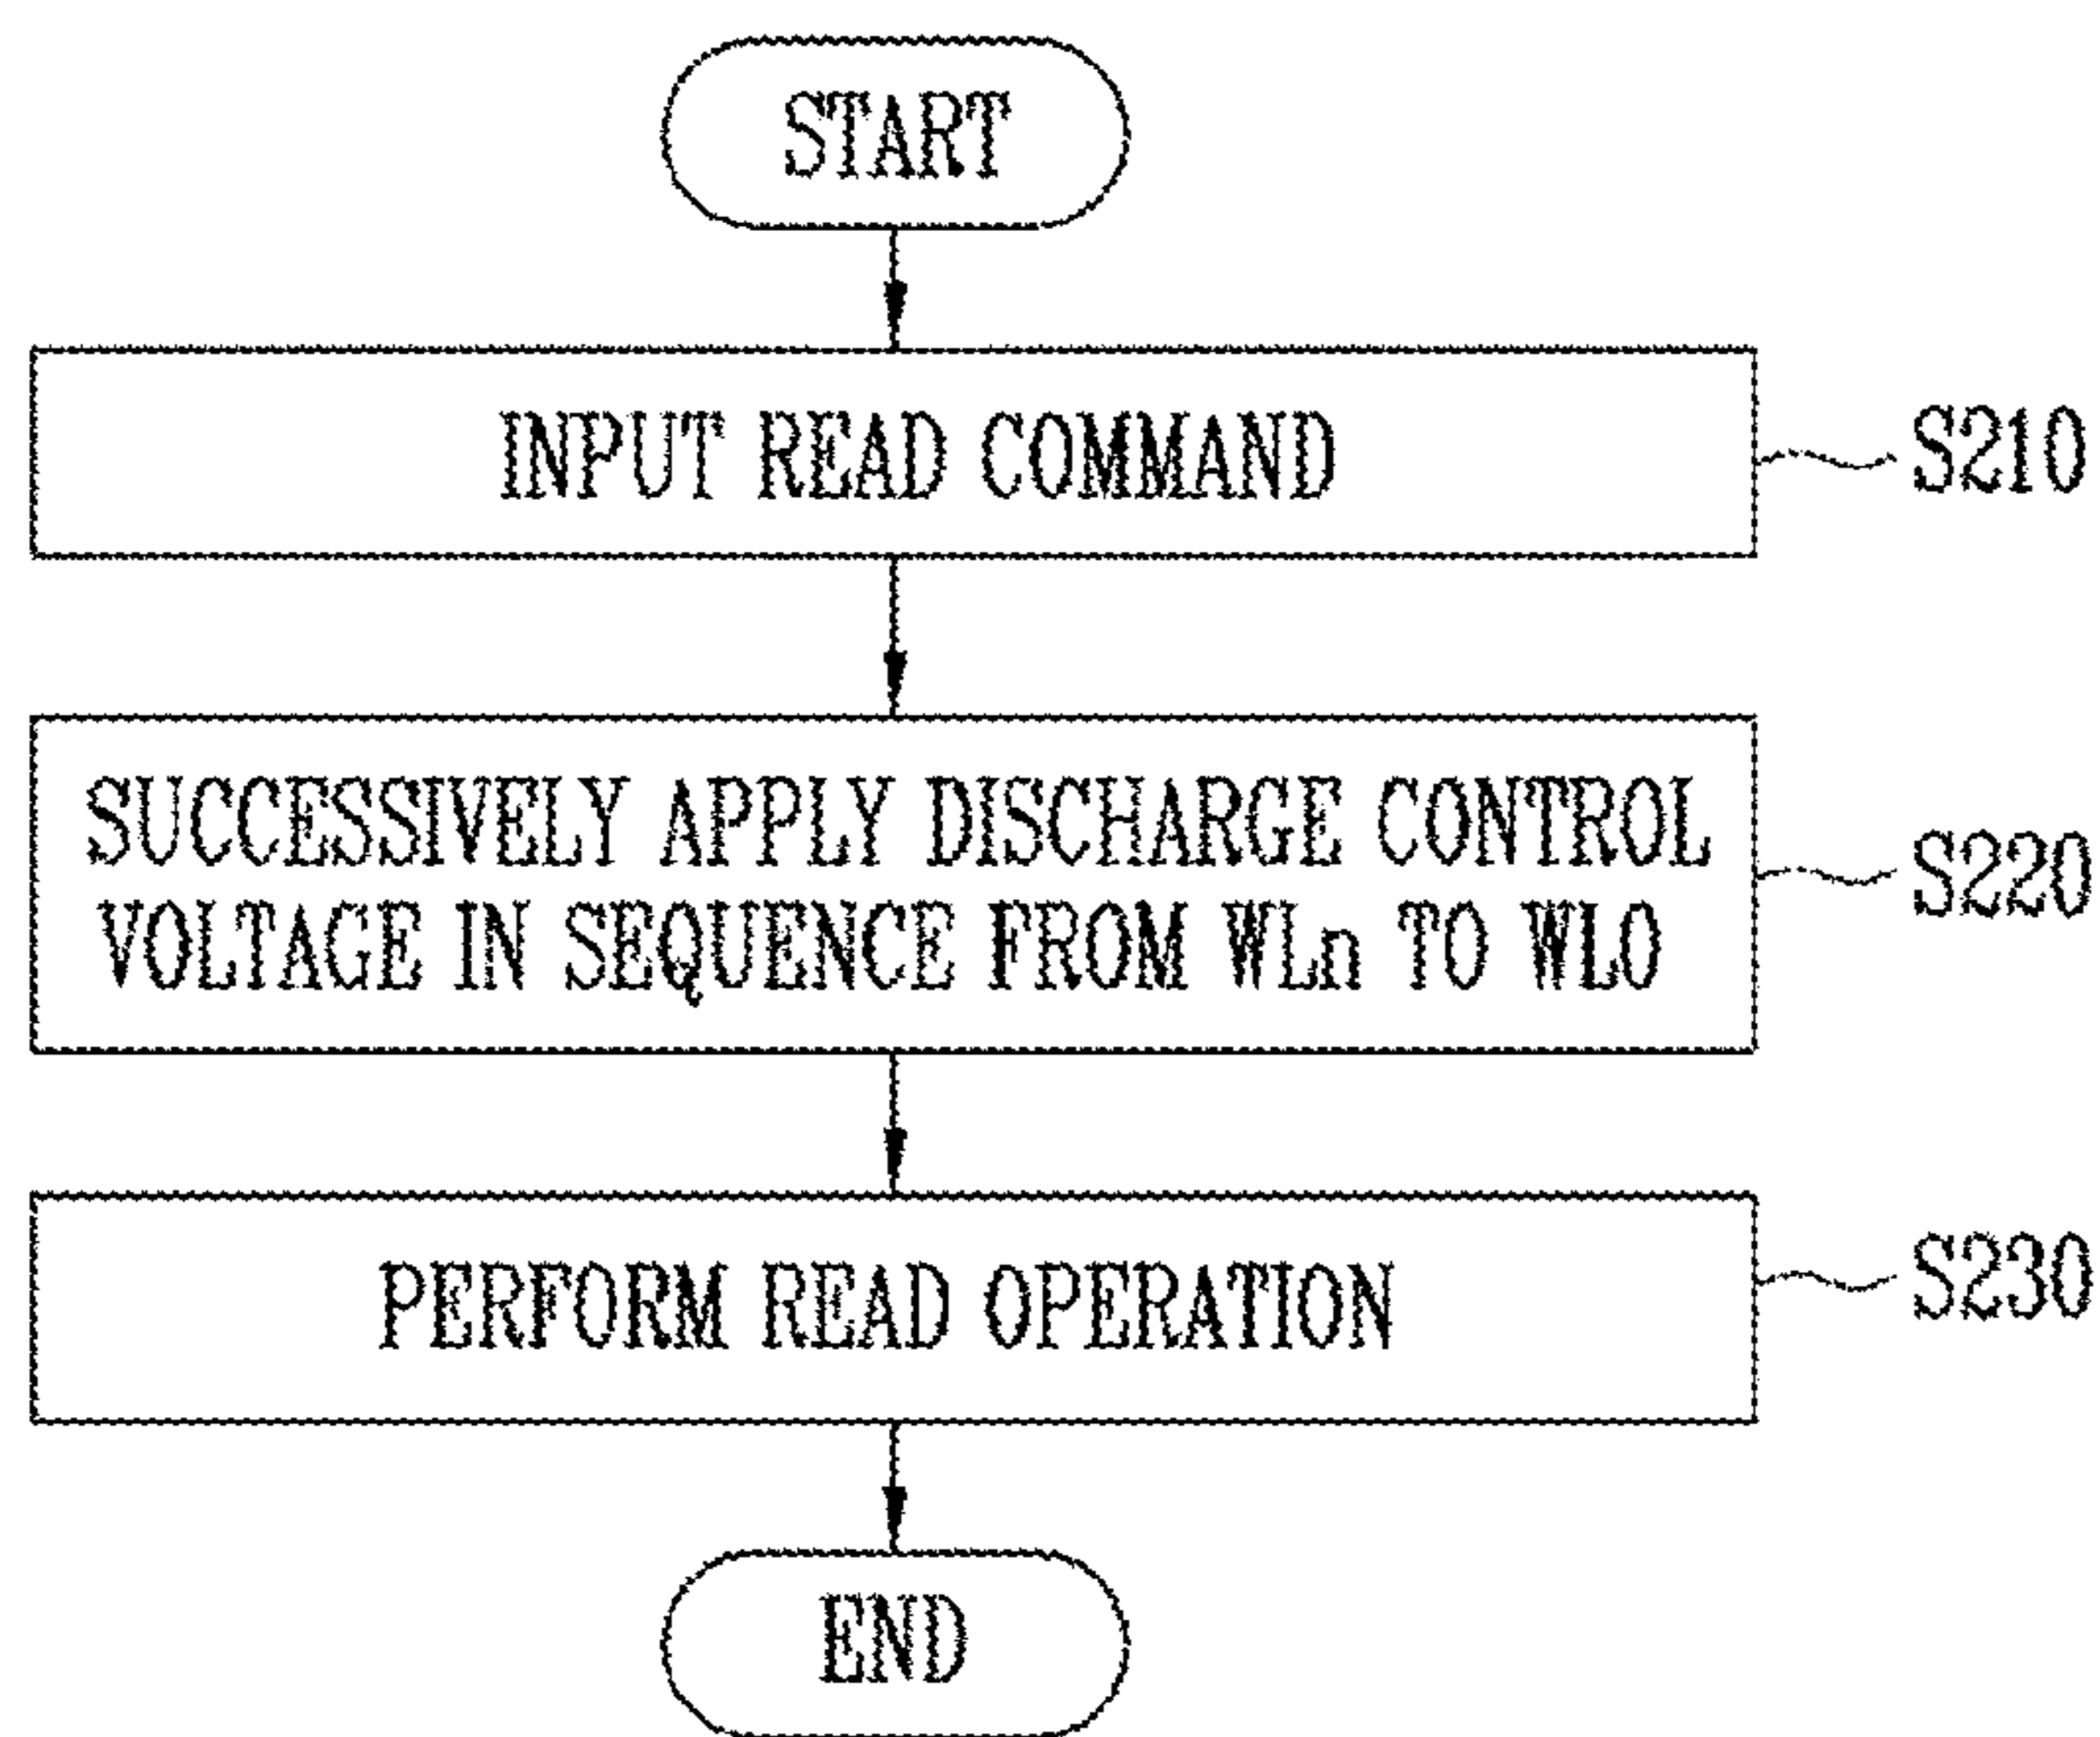 START
INPUT READ COMMAND
S210
SUCCESSIVELY APPLY DISCHARGE CONTROL
VOLTAGE IN SEQUENCE FROM WLn TO WL0
S220
PERFORM READ OPERATION
S230
END